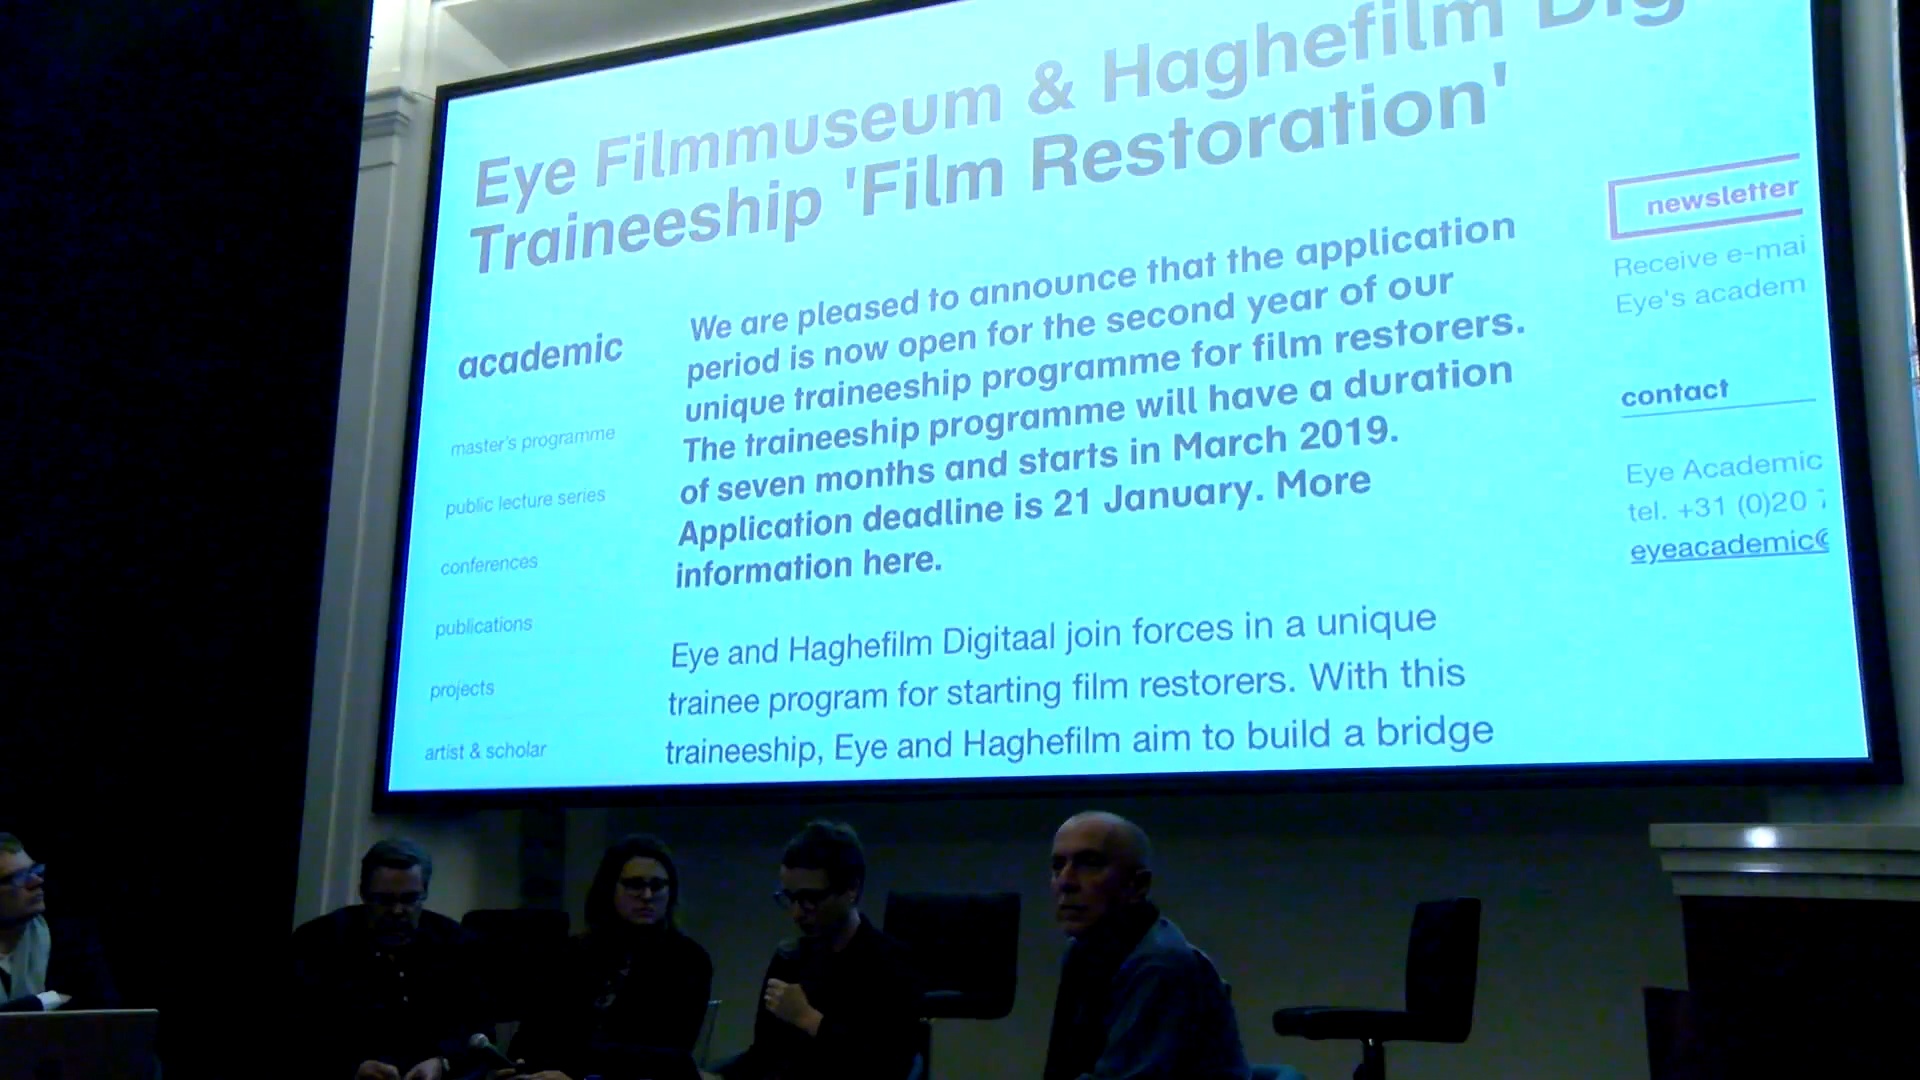 Eye Filmmuseum & Haghefilm Dig
Traineeship 'Film Restoration'
academic
master's programme
public lecture series
conferences
publications
projects
artist & scholar
We are pleased to announce that the application
period is now open for the second year of our
unique traineeship programme for film restorers.
The traineeship programme will have a duration
of seven months and starts in March 2019.
Application deadline is 21 January. More
information here.
Eye and Haghefilm Digitaal join forces in a unique
trainee program for starting film restorers. With this
traineeship, Eye and Haghefilm aim to build a bridge
newsletter
Receive e-mai
Eye's academ
contact
Eye Academic
tel. +31 (0)20
eyeacademic@